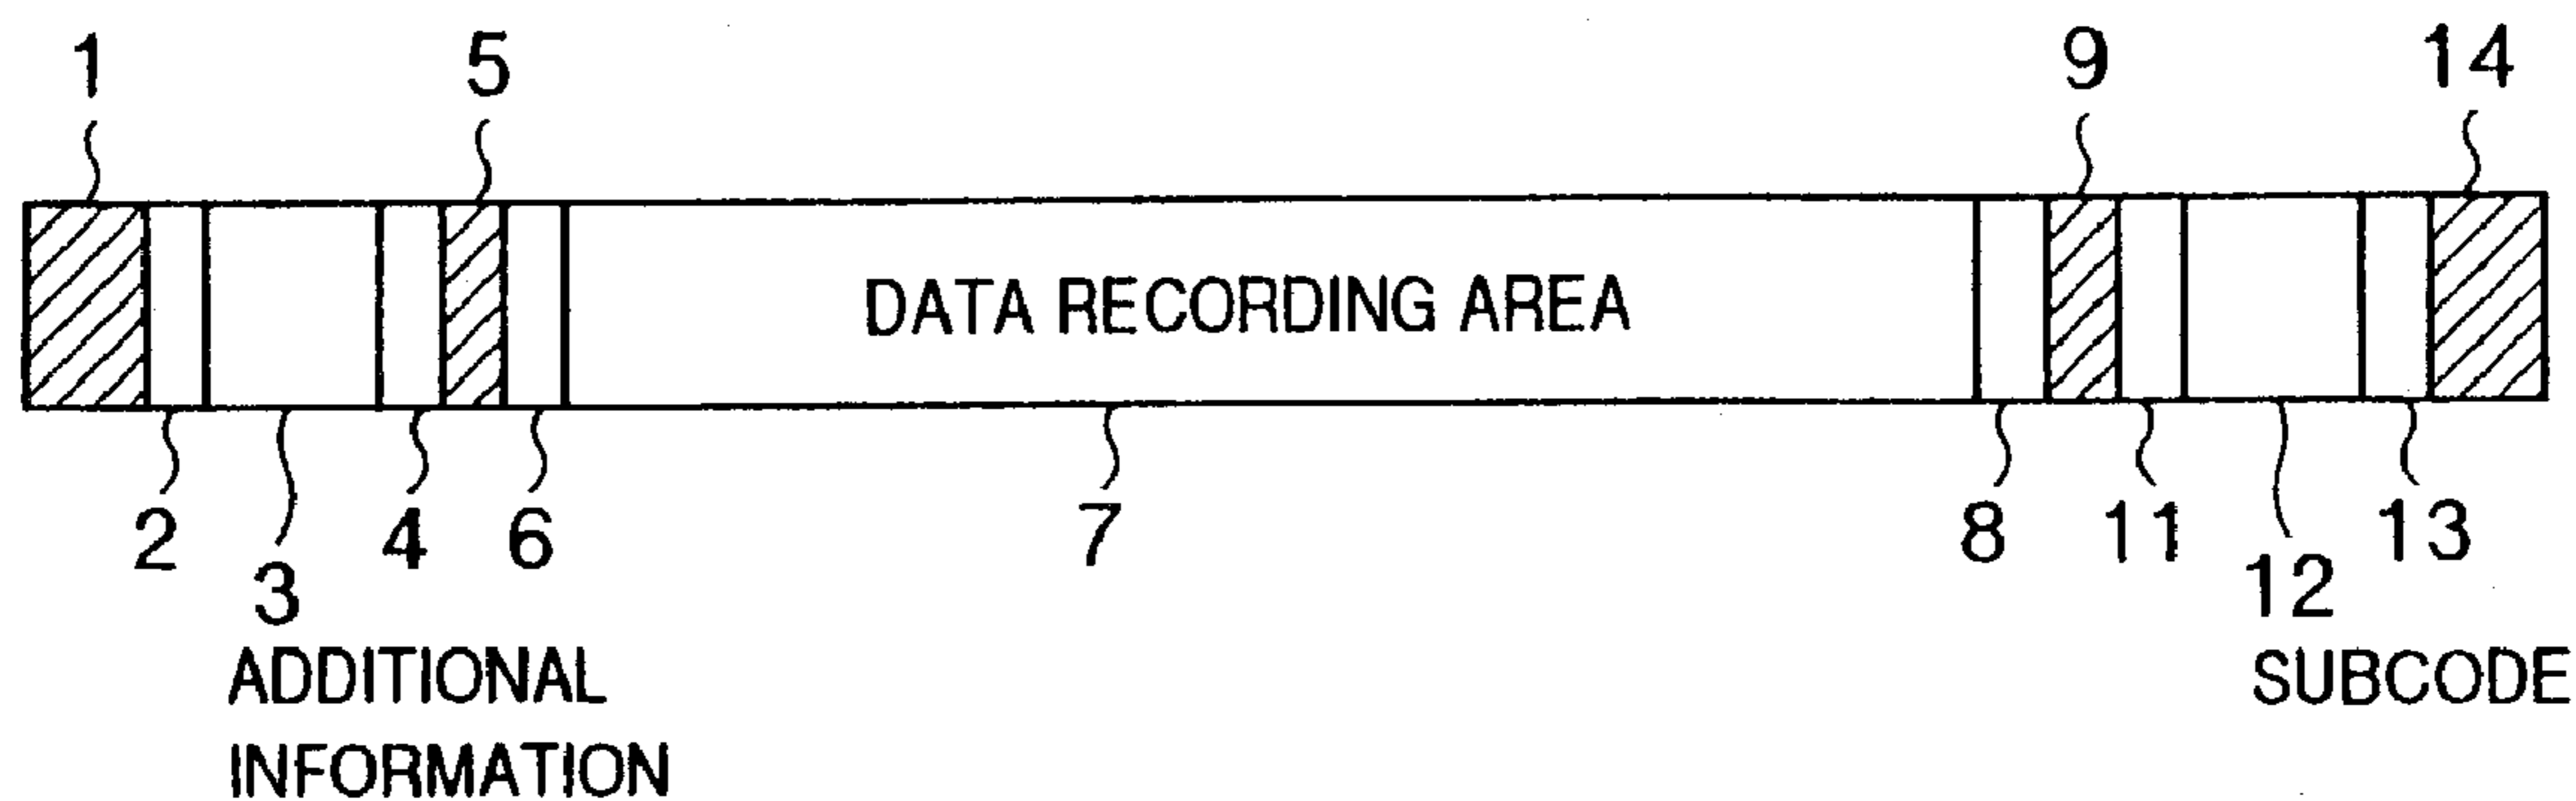 1 5 9 14
DATA RECORDING AREA
2 4 6 7 8 11 13
3 12
ADDITIONAL SUBCODE
INFORMATION